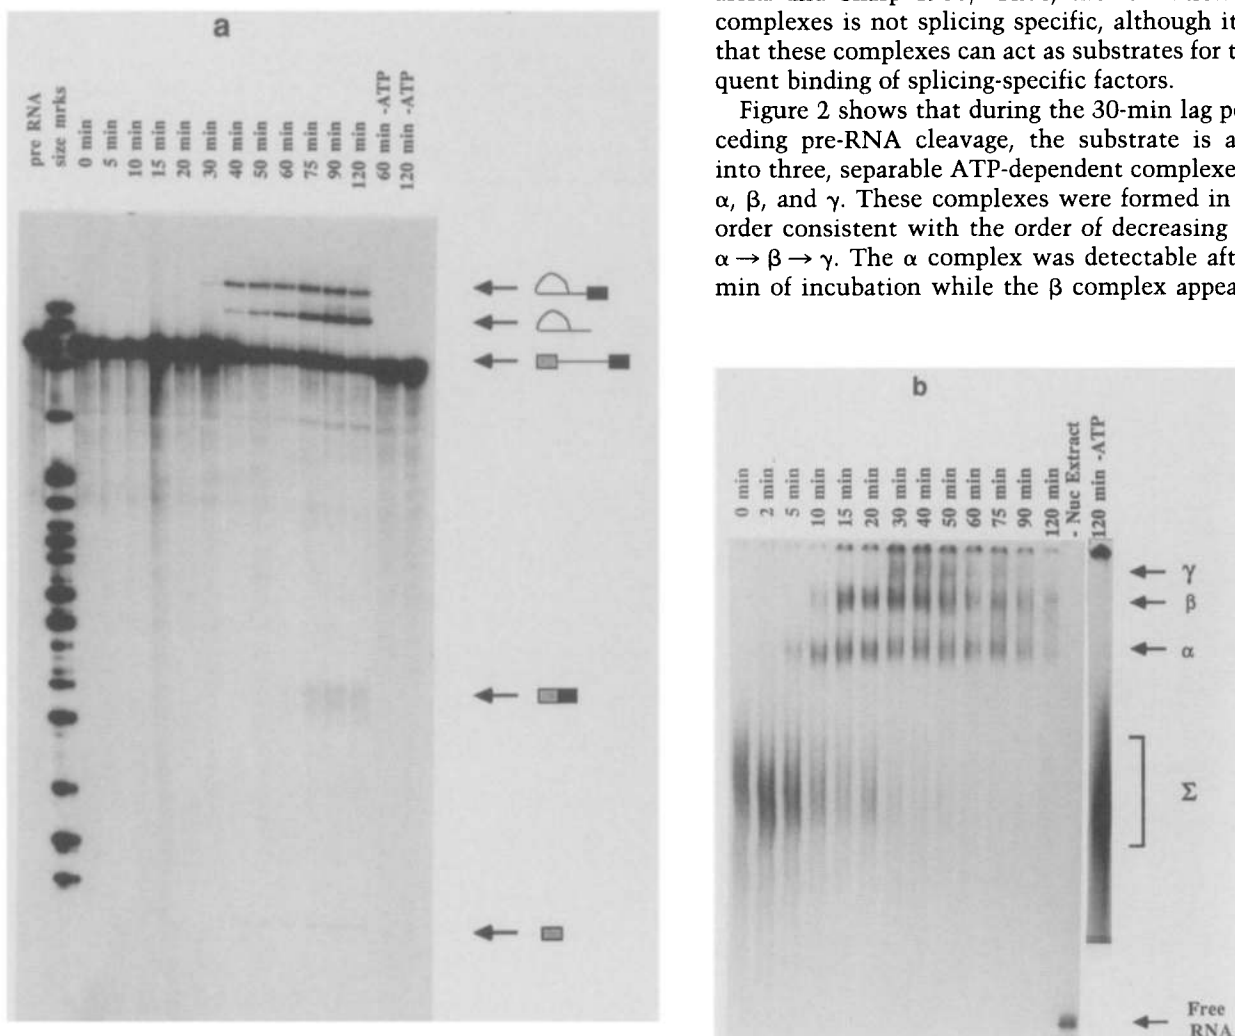 complexes is not splicing specific, although it
that these complexes can act as substrates for t
quent binding of splicing-specific factors.
Figure 2 shows that during the 30-min lag pe
ceding pre-RNA cleavage, the substrate is a
into three, separable ATP-dependent complexe
α, β, and γ. These complexes were formed in
order consistent with the order of decreasing
α → β → γ. The α complex was detectable aft
min of incubation while the β complex appea
a
pre RNA
size mrks
0 min
5 min
10 min
15 min
20 min
30 min
40 min
50 min
60 min
75 min
90 min
120 min
60 min -ATP
120 min -ATP
b
0 min
2 min
5 min
10 min
15 min
20 min
30 min
40 min
50 min
60 min
75 min
90 min
120 min
- Nuc Extract
120 min -ATP
γ
β
α
Σ
Free
RNA